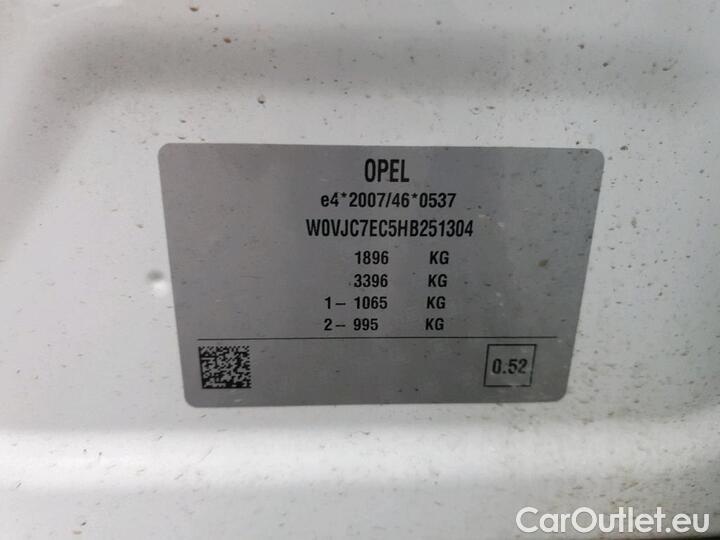 OPEL
e4*2007/46*0537
W0VJC7EC5HB251304
1896 KG
3396 KG
1– 1065 KG
2– 995 KG
0.52
CarOutlet.eu